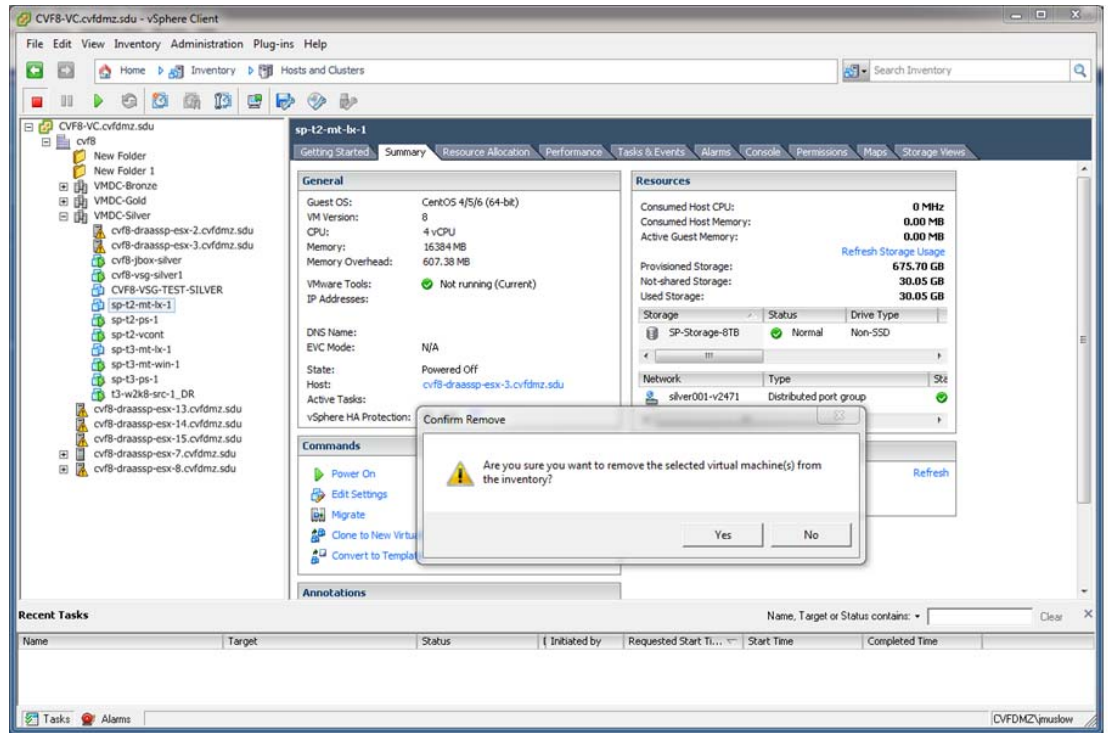 CVF8-VC.cvfdmz.sdu - vSphere Client
File Edit View Inventory Administration Plug-ins Help
Home Inventory Hosts and Clusters
Search Inventory
CVF8-VC.cvfdmz.sdu
cvf8
New Folder
New Folder 1
VMDC-Bronze
VMDC-Gold
VMDC-Silver
cvf8-draassp-esx-2.cvfdmz.sdu
cvf8-draassp-esx-3.cvfdmz.sdu
cvf8-jbox-silver
cvf8-vsg-silver1
CVF8-VSG-TEST-SILVER
sp-t2-mt-lx-1
sp-t2-ps-1
sp-t2-vcont
sp-t3-mt-lx-1
sp-t3-mt-win-1
sp-t3-ps-1
t3-w2k8-src-1_DR
cvf8-draassp-esx-13.cvfdmz.sdu
cvf8-draassp-esx-14.cvfdmz.sdu
cvf8-draassp-esx-15.cvfdmz.sdu
cvf8-draassp-esx-7.cvfdmz.sdu
cvf8-draassp-esx-8.cvfdmz.sdu
sp-t2-mt-lx-1
Getting Started Summary Resource Allocation Performance Tasks & Events Alarms Console Permissions Maps Storage Views
General
Guest OS: CentOS 4/5/6 (64-bit)
VM Version: 8
CPU: 4 vCPU
Memory: 16384 MB
Memory Overhead: 607.38 MB
VMware Tools: Not running (Current)
IP Addresses:
DNS Name:
EVC Mode: N/A
State: Powered Off
Host: cvf8-draassp-esx-3.cvfdmz.sdu
Active Tasks:
vSphere HA Protection:
Commands
Power On
Edit Settings
Migrate
Clone to New Virtu
Convert to Templat
Annotations
Resources
Consumed Host CPU: 0 MHz
Consumed Host Memory: 0.00 MB
Active Guest Memory: 0.00 MB
Refresh Storage Usage
Provisioned Storage: 675.70 GB
Not-shared Storage: 30.05 GB
Used Storage: 30.05 GB
Storage Status Drive Type
SP-Storage-8TB Normal Non-SSD
Network Type Sta
silver001-v2471 Distributed port group
Refresh
Confirm Remove
Are you sure you want to remove the selected virtual machine(s) from
the inventory?
Yes No
Recent Tasks
Name, Target or Status contains: Clear
Name Target Status Initiated by Requested Start Ti... Start Time Completed Time
Tasks Alarms
CVFDMZ\jmuslow